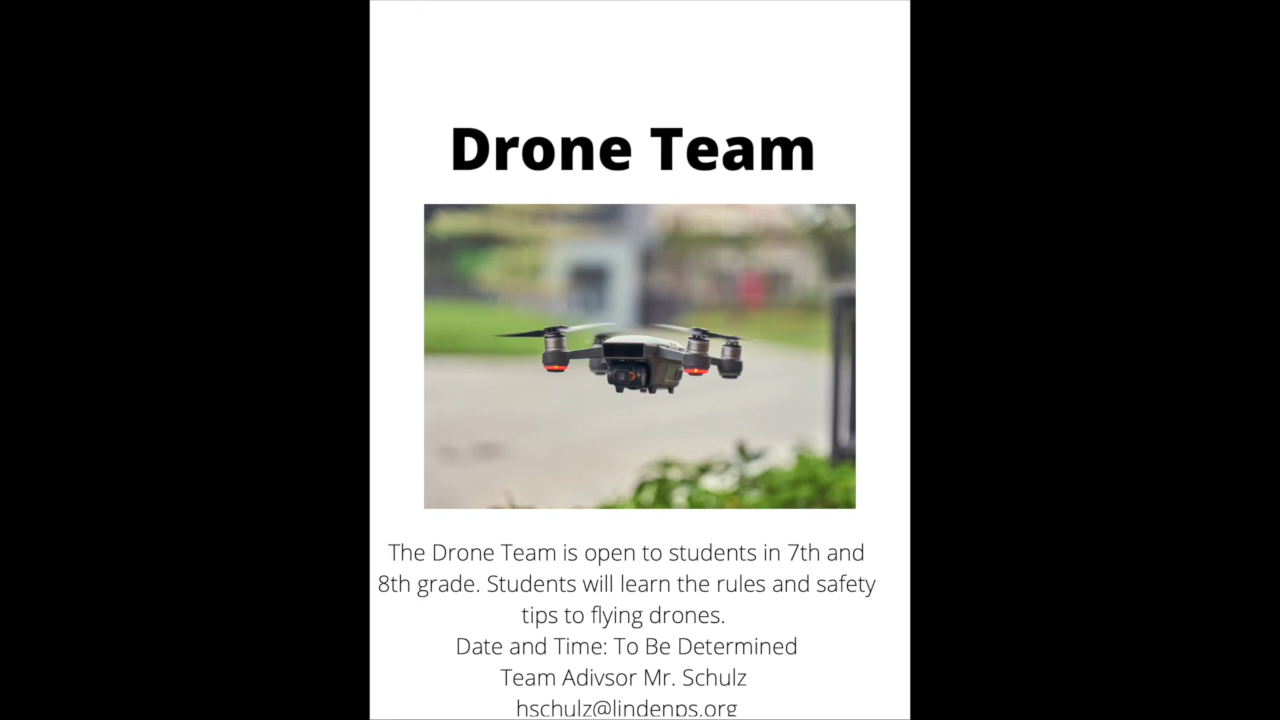 Drone Team
The Drone Team is open to students in 7th and
8th grade. Students will learn the rules and safety
tips to flying drones.
Date and Time: To Be Determined
Team Adivsor Mr. Schulz
hschulz@lindenps.org